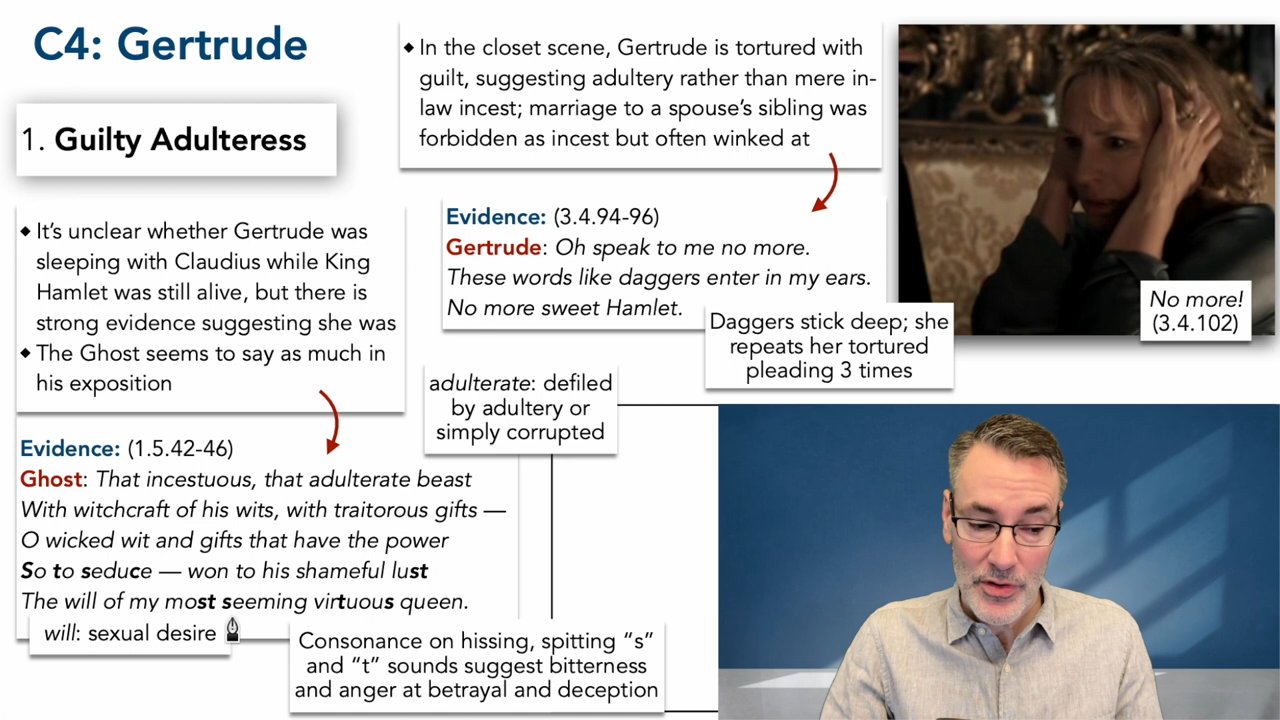 C4: Gertrude
1. Guilty Adulteress
◆ It's unclear whether Gertrude was
sleeping with Claudius while King
Hamlet was still alive, but there is
strong evidence suggesting she was
◆ The Ghost seems to say as much in
his exposition
Evidence: (1.5.42-46)
Ghost: That incestuous, that adulterate beast
With witchcraft of his wits, with traitorous gifts —
O wicked wit and gifts that have the power
So to seduce — won to his shameful lust
The will of my most seeming virtuous queen.
will: sexual desire
Consonance on hissing, spitting “s”
and “t” sounds suggest bitterness
and anger at betrayal and deception
adulterate: defiled
by adultery or
simply corrupted
◆ In the closet scene, Gertrude is tortured with
guilt, suggesting adultery rather than mere in-
law incest; marriage to a spouse's sibling was
forbidden as incest but often winked at
Evidence: (3.4.94-96)
Gertrude: Oh speak to me no more.
These words like daggers enter in my ears.
No more sweet Hamlet.
Daggers stick deep; she
repeats her tortured
pleading 3 times
No more!
(3.4.102)